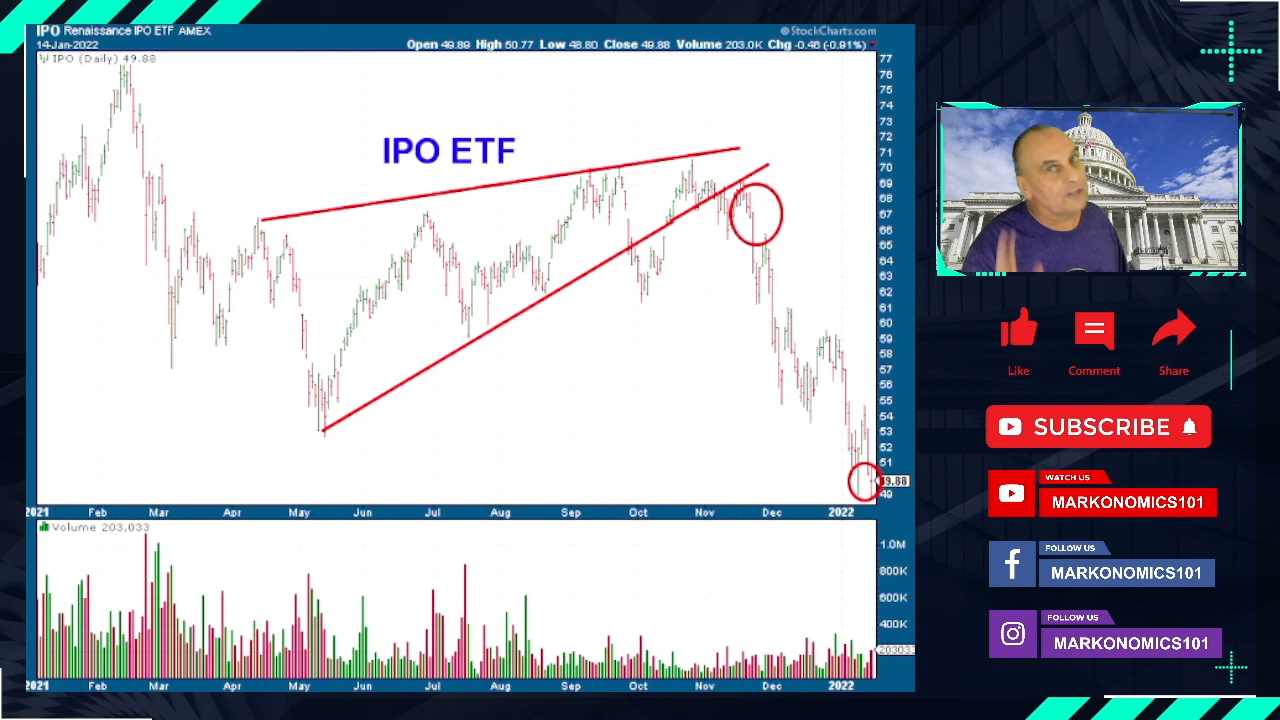 IPO Renaissance IPO ETF AMEX
©StockCharts.com
14-Jan-2022
Open 49.89 High 50.77 Low 48.80 Close 49.88 Volume 203.0K Chg -0.46 (-0.91%)
IPO (Daily) 49.88
IPO ETF
77
76
75
74
73
72
71
70
69
68
67
66
65
64
63
62
61
60
59
58
57
56
55
54
53
52
51
9.88
49
2021 Feb Mar Apr May Jun Jul Aug Sep Oct Nov Dec 2022
Volume 203,033
1.0M
800K
600K
400K
203033
2021 Feb Mar Apr May Jun Jul Aug Sep Oct Nov Dec 2022
Like
Comment
Share
SUBSCRIBE
WATCH US
MARKONOMICS101
FOLLOW US
MARKONOMICS101
FOLLOW US
MARKONOMICS101